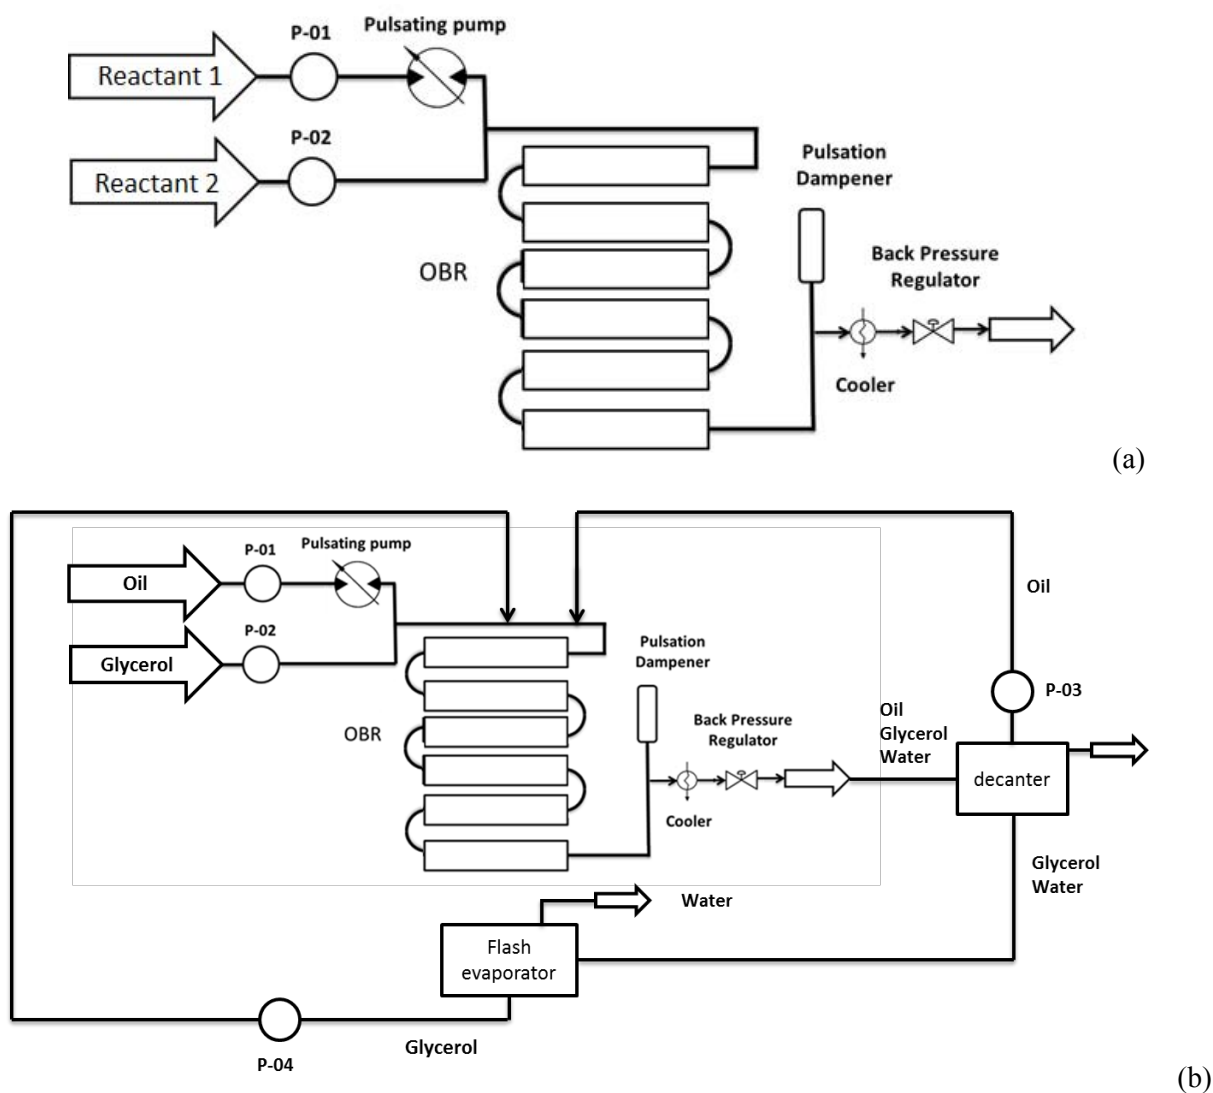 P-01
Pulsating pump
Reactant 1
P-02
Reactant 2
Pulsation
Dampener
OBR
Back Pressure
Regulator
Cooler
(a)
P-01
Pulsating pump
Oil
P-02
Glycerol
Pulsation
Dampener
OBR
Back Pressure
Regulator
Cooler
Oil
Glycerol
Water
Oil
P-03
decanter
Glycerol
Water
Water
Flash
evaporator
Glycerol
P-04
(b)